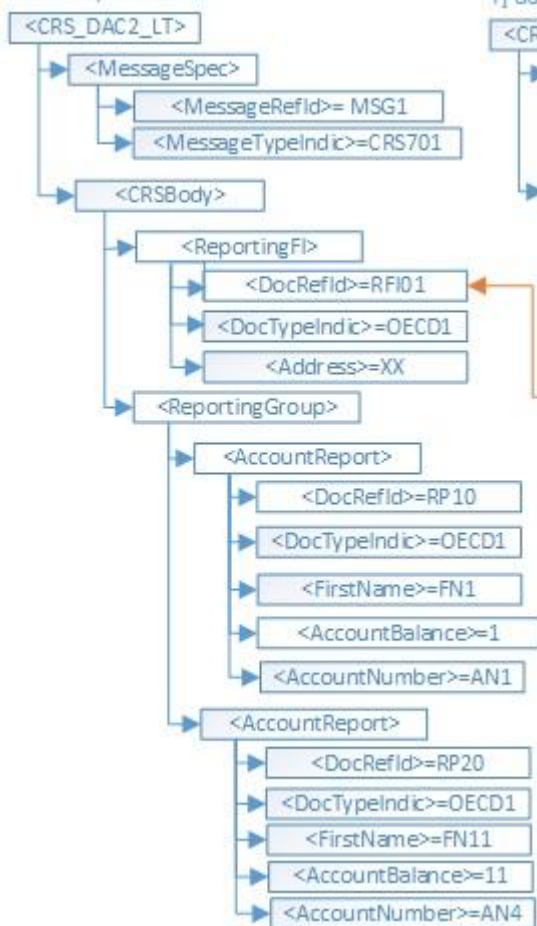 <CRS_DAC2_LT>
<CR
<MessageSpec>
<MessageRefId>= MSG1
<MessageTypeIndic>=CRS701
<CRSBody>
<ReportingFI>
<DocRefId>=RFI01
<DocTypeIndic>=OECD1
<Address>=XX
<ReportingGroup>
<AccountReport>
<DocRefId>=RP10
<DocTypeIndic>=OECD1
<FirstName>=FN1
<AccountBalance>=1
<AccountNumber>=AN1
<AccountReport>
<DocRefId>=RP20
<DocTypeIndic>=OECD1
<FirstName>=FN11
<AccountBalance>=11
<AccountNumber>=AN4